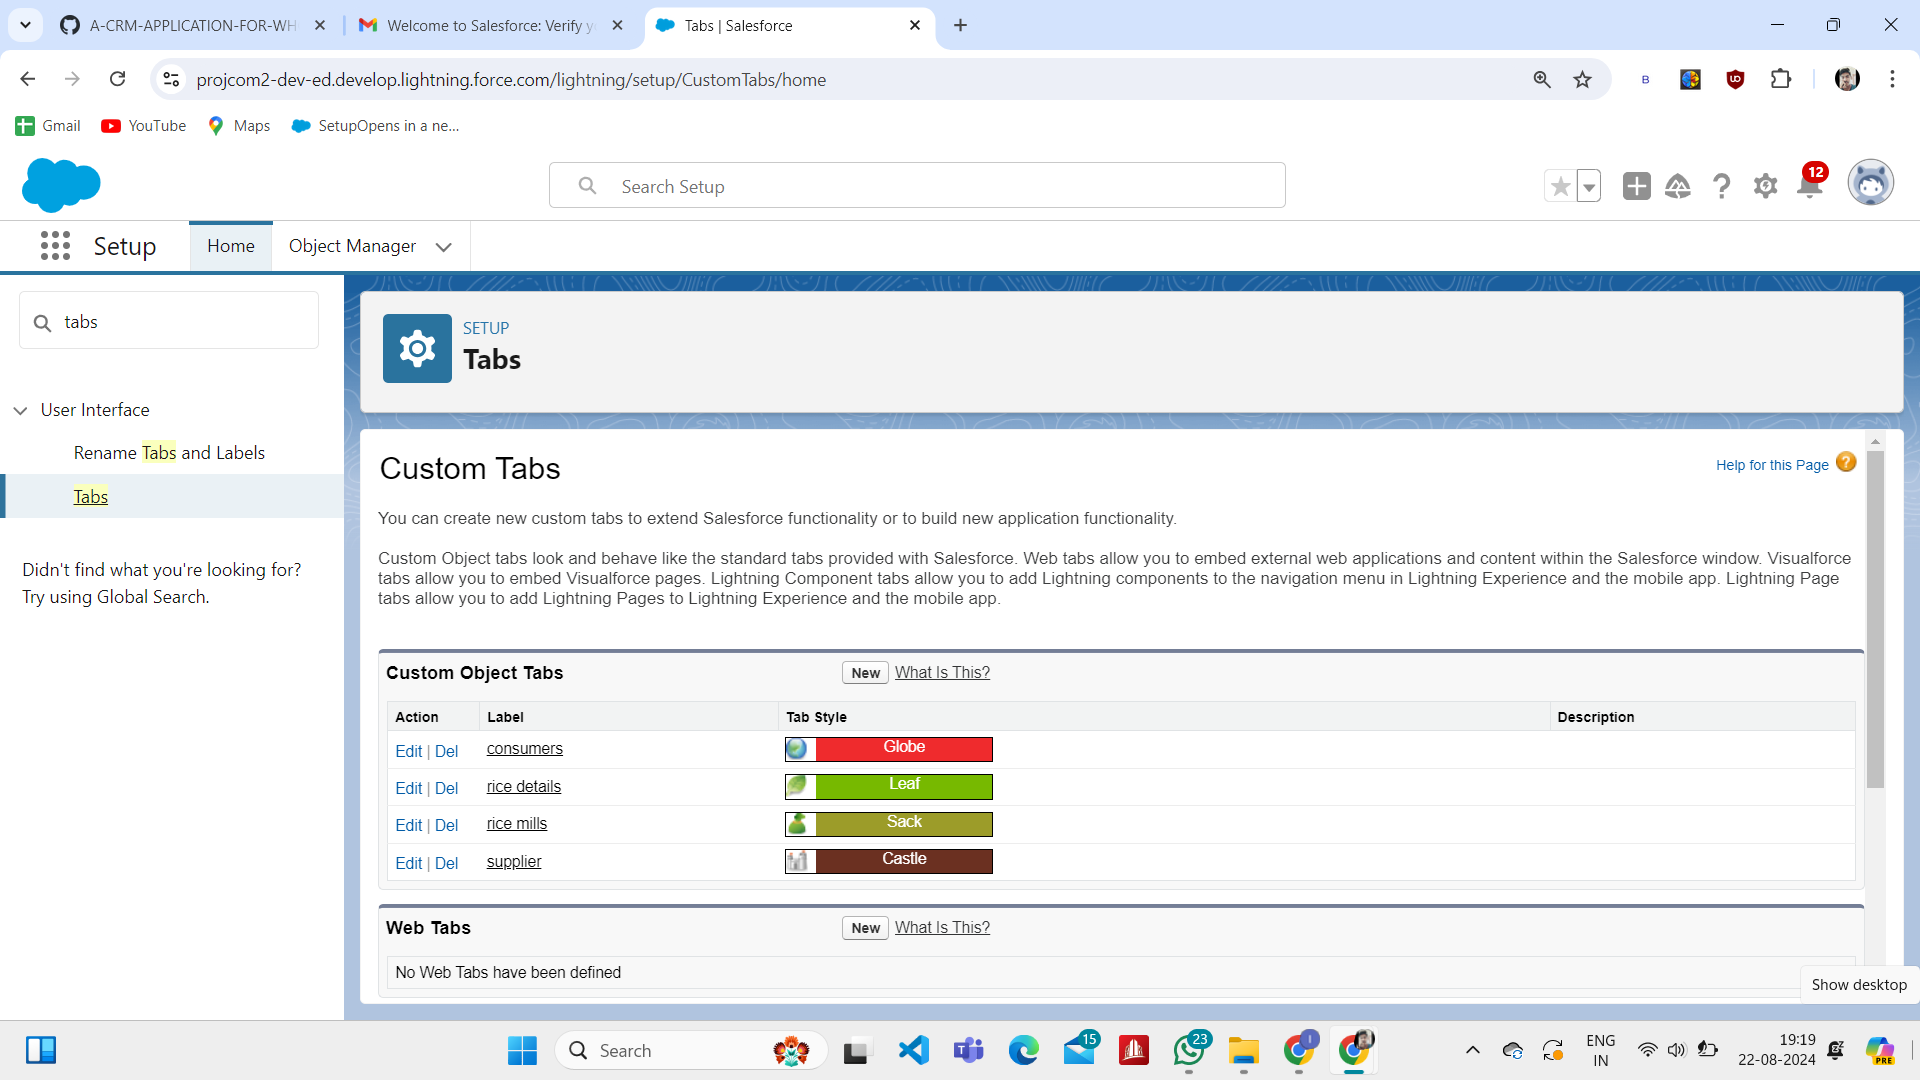 A-CRM-APPLICATION-FOR-WH
Welcome to Salesforce: Verify y
Tabs | Salesforce
projcom2-dev-ed.develop.lightning.force.com/lightning/setup/CustomTabs/home
B
Gmail
YouTube
Maps
SetupOpens in a ne...
Search Setup
12
Setup
Home
Object Manager
tabs
User Interface
Rename Tabs and Labels
Tabs
Didn't find what you're looking for?
Try using Global Search.
SETUP
Tabs
Custom Tabs
Help for this Page ?
You can create new custom tabs to extend Salesforce functionality or to build new application functionality.
Custom Object tabs look and behave like the standard tabs provided with Salesforce. Web tabs allow you to embed external web applications and content within the Salesforce window. Visualforce
tabs allow you to embed Visualforce pages. Lightning Component tabs allow you to add Lightning components to the navigation menu in Lightning Experience and the mobile app. Lightning Page
tabs allow you to add Lightning Pages to Lightning Experience and the mobile app.
Custom Object Tabs New What Is This?
Action Label Tab Style Description
Edit | Del consumers Globe
Edit | Del rice details Leaf
Edit | Del rice mills Sack
Edit | Del supplier Castle
Web Tabs New What Is This?
No Web Tabs have been defined
Show desktop
Search
15
23
I
ENG
IN
19:19
22-08-2024
PRE